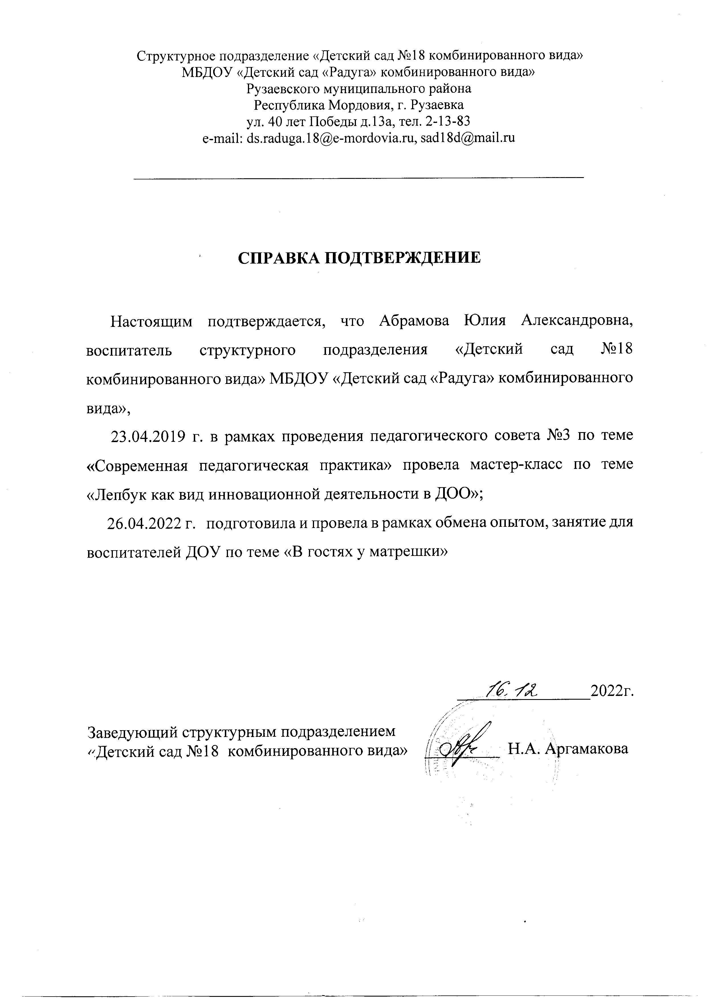 Структурное подразделение «Детский сад №18 комбинированного вида»
МБДОУ «Детский сад «Радуга» комбинированного вида»
Рузаевского муниципального района
Республика Мордовия, г. Рузаевка
ул. 40 лет Победы д.13а, тел. 2-13-83
e-mail: ds.raduga.18@e-mordovia.ru, sad18d@mail.ru
СПРАВКА ПОДТВЕРЖДЕНИЕ
Настоящим подтверждается, что Абрамова Юлия Александровна,
воспитатель структурного подразделения «Детский сад №18
комбинированного вида» МБДОУ «Детский сад «Радуга» комбинированного
вида»,
23.04.2019 г. в рамках проведения педагогического совета №3 по теме
«Современная педагогическая практика» провела мастер-класс по теме
«Лепбук как вид инновационной деятельности в ДОО»;
26.04.2022 г. подготовила и провела в рамках обмена опытом, занятие для
воспитателей ДОУ по теме «В гостях у матрешки»
16.12 2022г.
Заведующий структурным подразделением
«Детский сад №18 комбинированного вида» Н.А. Аргамакова